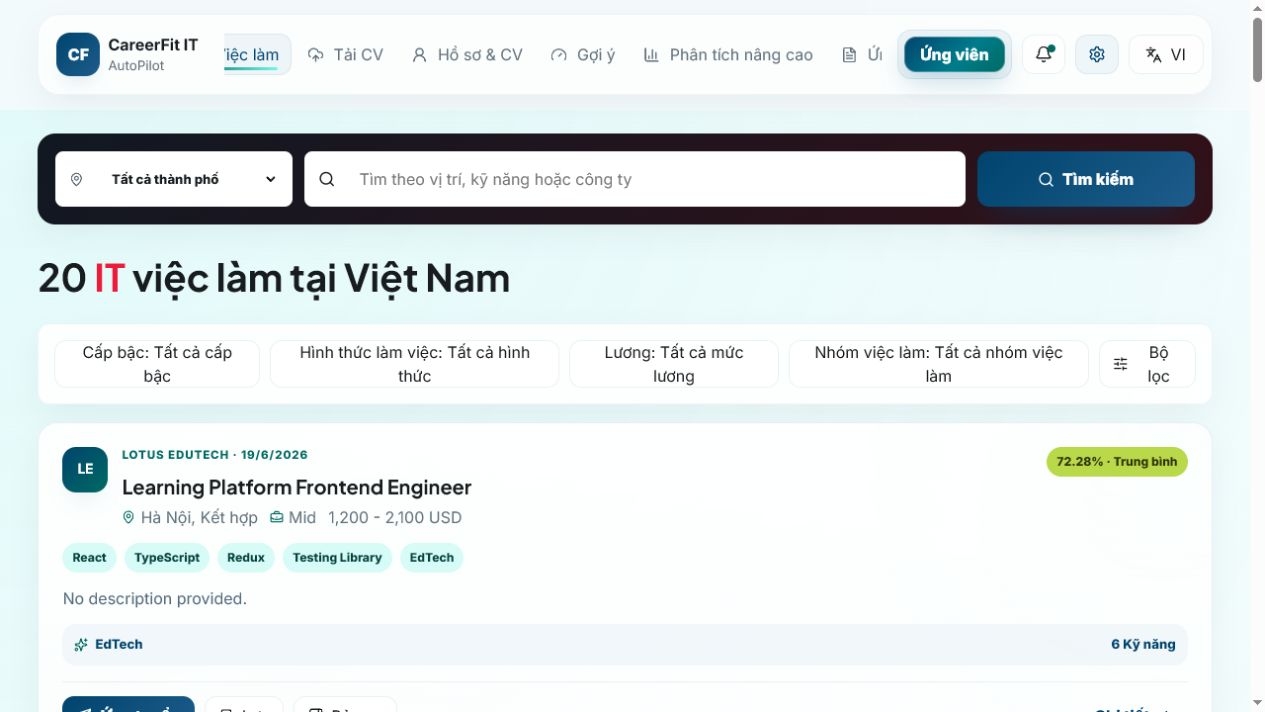 CF
CareerFit IT
AutoPilot
iệc làm
Tải CV
Hồ sơ & CV
Gợi ý
Phân tích nâng cao
Ứng viên
VI
Tất cả thành phố
Tìm theo vị trí, kỹ năng hoặc công ty
Tìm kiếm
20 IT việc làm tại Việt Nam
Cấp bậc: Tất cả cấp
bậc
Hình thức làm việc: Tất cả hình
thức
Lương: Tất cả mức
lương
Nhóm việc làm: Tất cả nhóm việc
làm
Bộ
lọc
LE
LOTUS EDUTECH · 19/6/2026
72.28% · Trung bình
Learning Platform Frontend Engineer
Hà Nội, Kết hợp Mid 1,200 - 2,100 USD
React TypeScript Redux Testing Library EdTech
No description provided.
EdTech
6 Kỹ năng